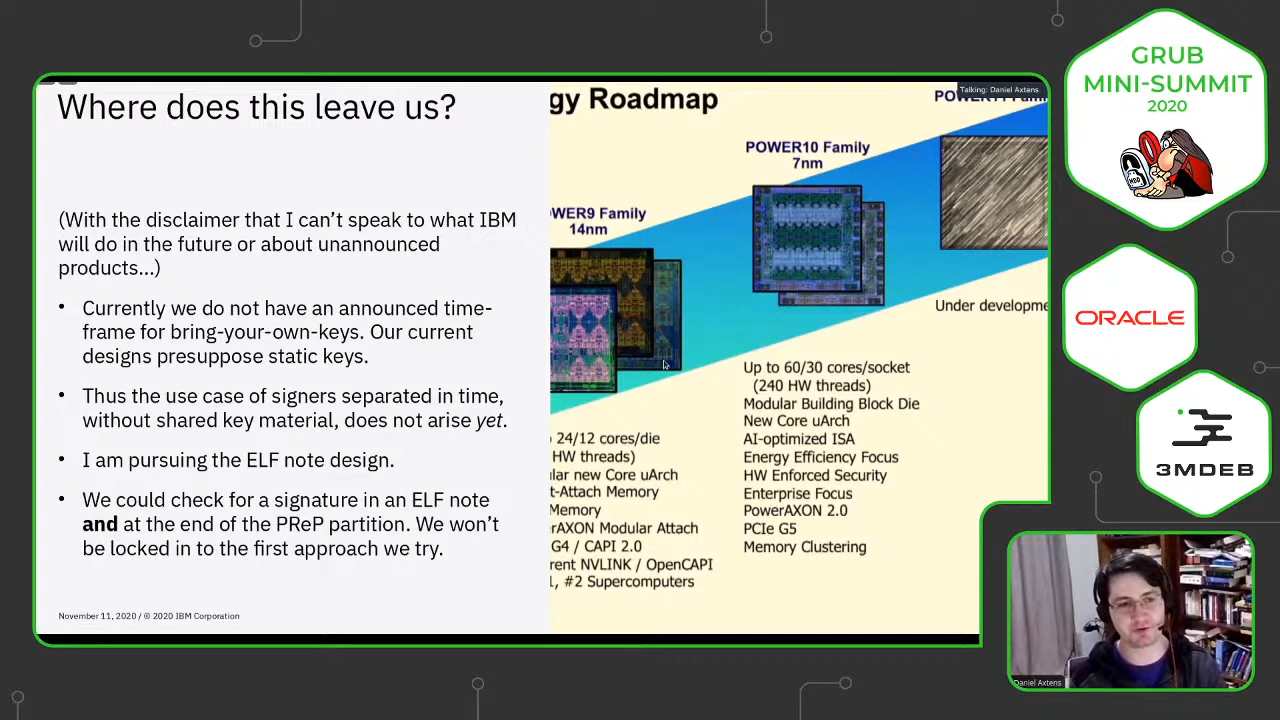 Where does this leave us?
(With the disclaimer that I can’t speak to what IBM
will do in the future or about unannounced
products...)
• Currently we do not have an announced time-
frame for bring-your-own-keys. Our current
designs presuppose static keys.
• Thus the use case of signers separated in time,
without shared key material, does not arise yet.
• I am pursuing the ELF note design.
• We could check for a signature in an ELF note
and at the end of the PReP partition. We won’t
be locked in to the first approach we try.
November 11, 2020 / © 2020 IBM Corporation
gy Roadmap
Talking: Daniel Axtens
OWER9 Family
14nm
24/12 cores/die
HW threads)
lar new Core uArch
t-Attach Memory
Memory
rAXON Modular Attach
G4 / CAPI 2.0
rent NVLINK / OpenCAPI
1, #2 Supercomputers
POWER10 Family
7nm
Up to 60/30 cores/socket
(240 HW threads)
Modular Building Block Die
New Core uArch
AI-optimized ISA
Energy Efficiency Focus
HW Enforced Security
Enterprise Focus
PowerAXON 2.0
PCIe G5
Memory Clustering
Under developme
GRUB
MINI-SUMMIT
2020
ORACLE
3MDEB
Daniel Axtens